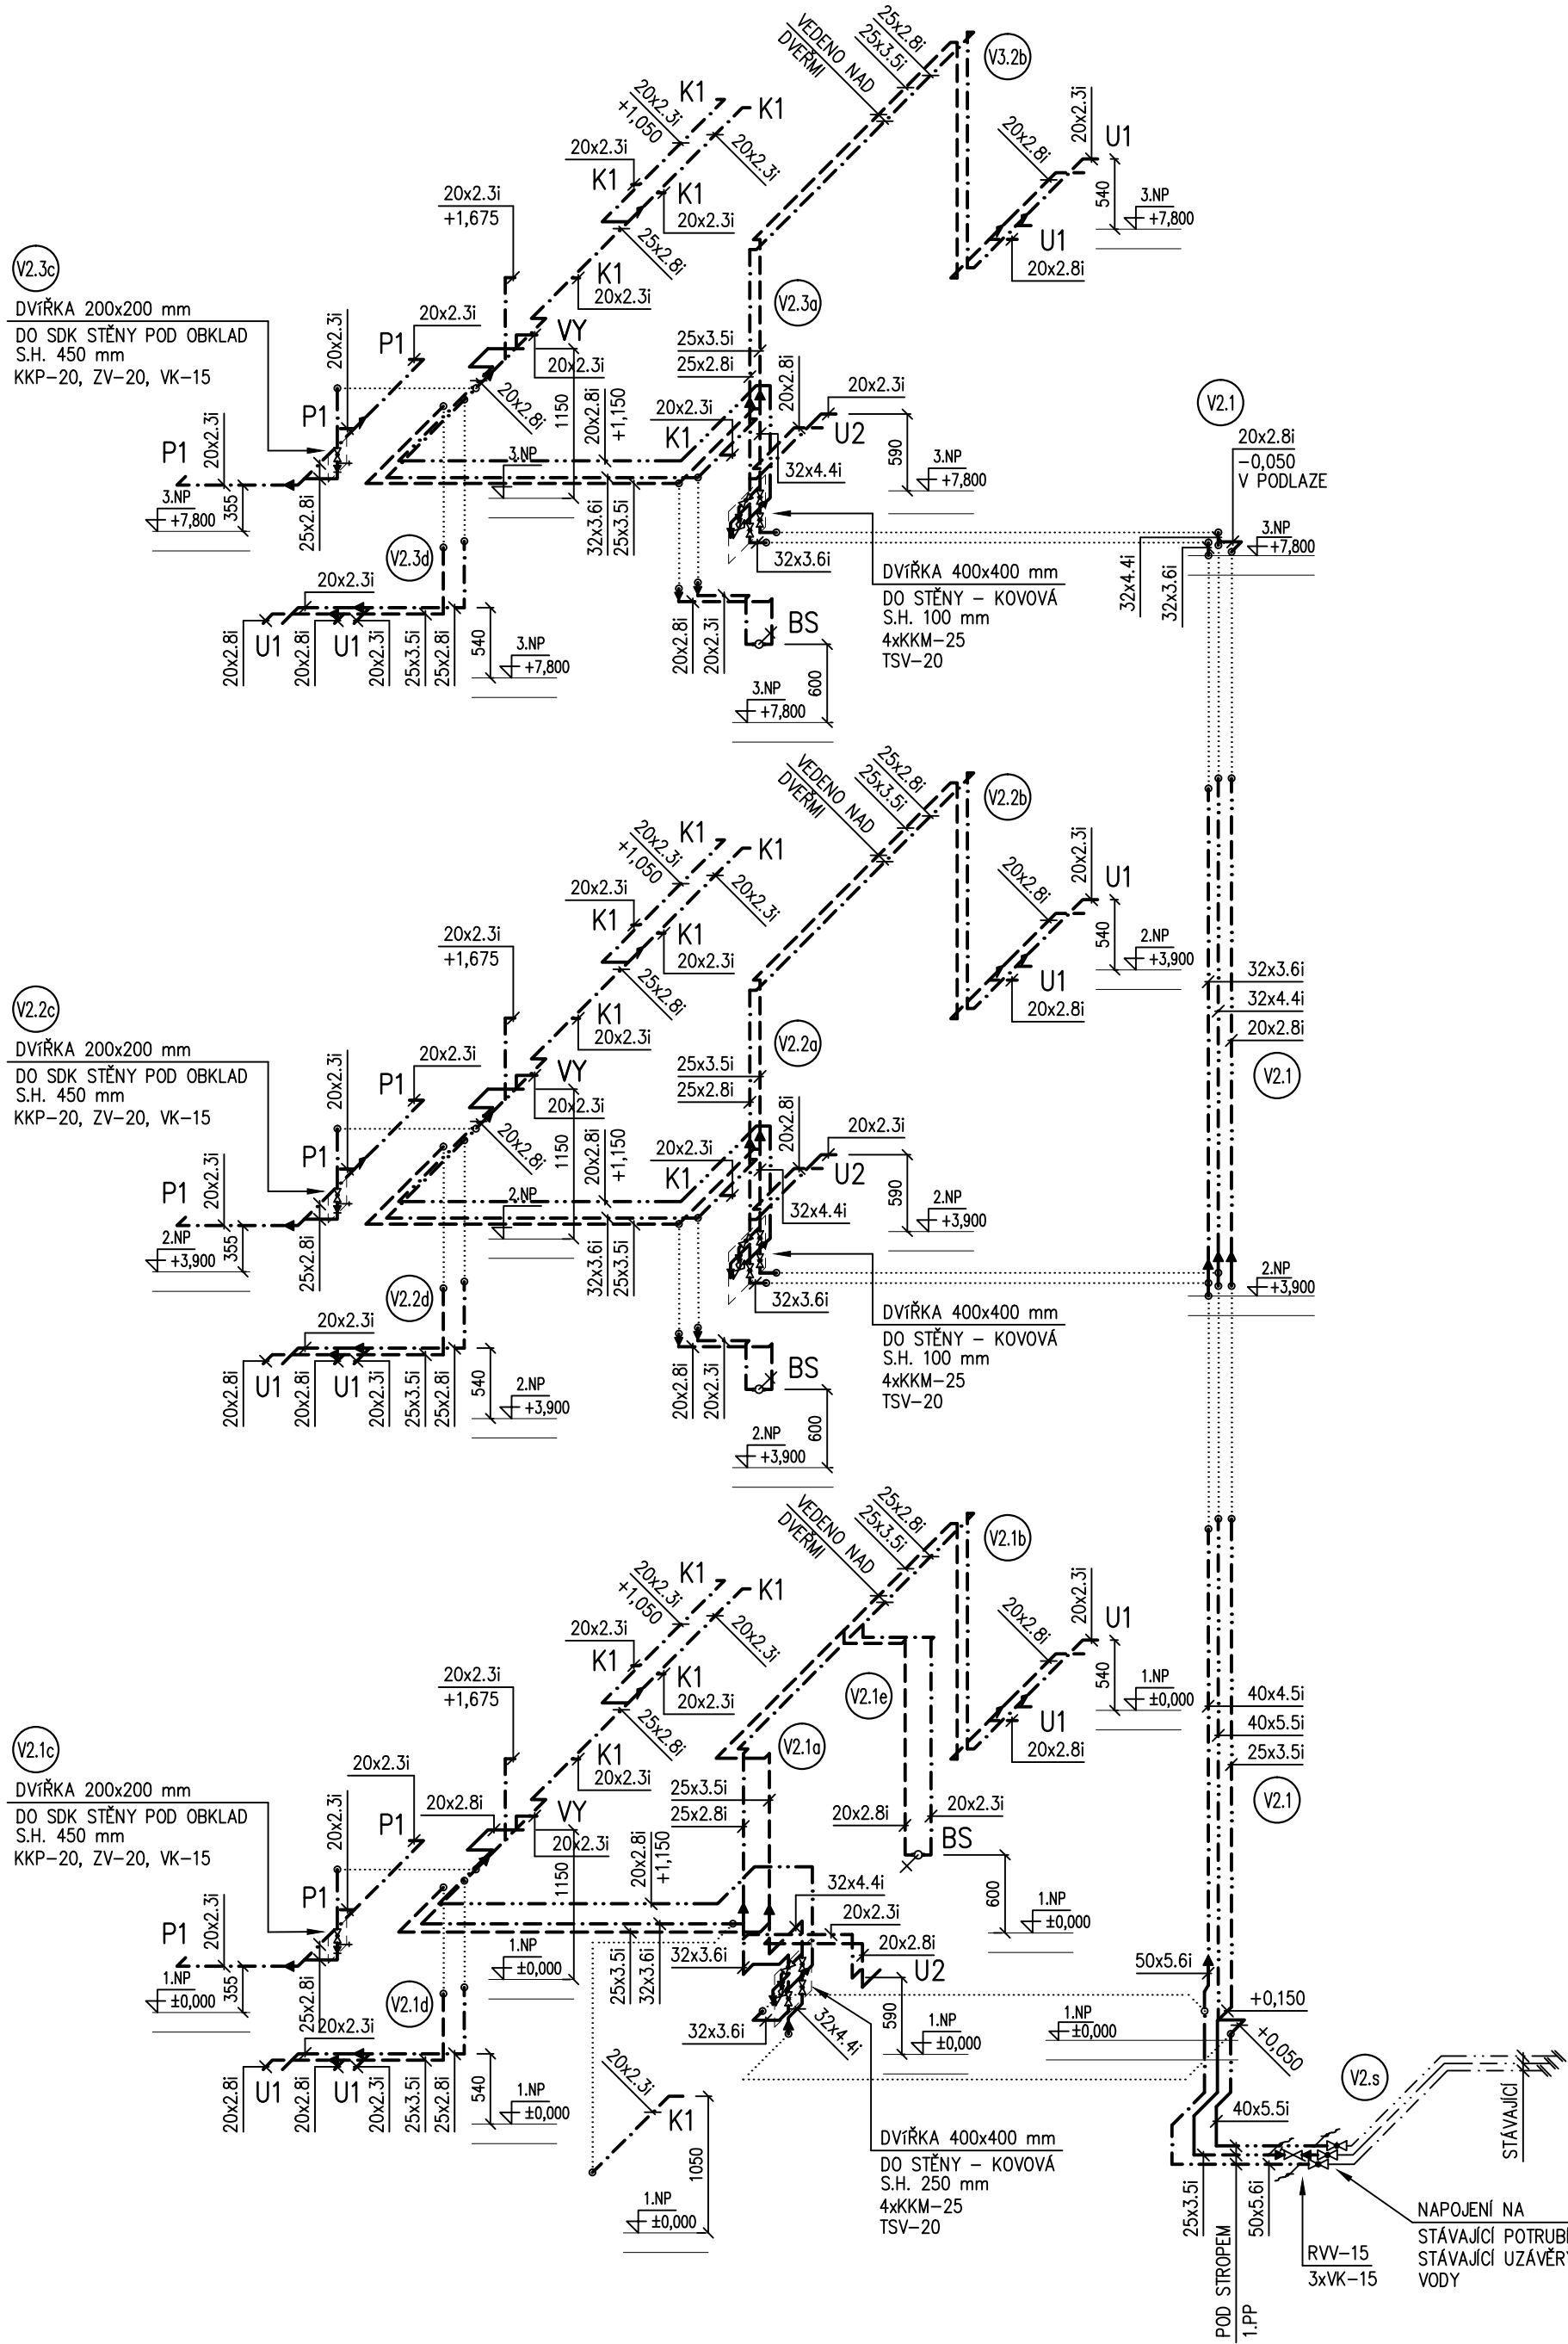 VEDENO NAD
DVEŘMI
25x2.8i
25x3.5i
V3.2b
20x2.3i
+1,050
K1
K1
20x2.3i
20x2.3i
K1
K1
20x2.3i
20x2.8i
20x2.3i
U1
540
3.NP
+7,800
U1
20x2.8i
20x2.3i
+1,675
25x2.8i
K1
20x2.3i
V2.3c
DVÍŘKA 200x200 mm
DO SDK STĚNY POD OBKLAD
S.H. 450 mm
KKP-20, ZV-20, VK-15
20x2.3i
20x2.3i
P1
P1
P1
20x2.3i
3.NP
+7,800
355
25x2.8i
VY
20x2.3i
20x2.8i
1150
20x2.8i
+1,150
3.NP
32x3.6i
25x3.5i
V2.3a
25x3.5i
25x2.8i
20x2.3i
K1
20x2.8i
20x2.3i
U2
32x4.4i
590
3.NP
+7,800
32x3.6i
DVÍŘKA 400x400 mm
DO STĚNY – KOVOVÁ
S.H. 100 mm
4xKKM-25
TSV-20
V2.1
20x2.8i
-0,050
V PODLAZE
32x4.4i
32x3.6i
3.NP
+7,800
V2.3d
20x2.3i
20x2.8i
U1
20x2.8i
U1
20x2.3i
25x3.5i
25x2.8i
540
3.NP
+7,800
20x2.8i
20x2.3i
BS
600
3.NP
+7,800
VEDENO NAD
DVEŘMI
25x2.8i
25x3.5i
V2.2b
20x2.3i
+1,050
K1
K1
20x2.3i
20x2.3i
K1
K1
20x2.3i
20x2.8i
20x2.3i
U1
540
2.NP
+3,900
U1
20x2.8i
20x2.3i
+1,675
25x2.8i
K1
20x2.3i
32x3.6i
32x4.4i
20x2.8i
V2.1
V2.2c
DVÍŘKA 200x200 mm
DO SDK STĚNY POD OBKLAD
S.H. 450 mm
KKP-20, ZV-20, VK-15
20x2.3i
20x2.3i
P1
P1
P1
20x2.3i
2.NP
+3,900
355
25x2.8i
VY
20x2.3i
20x2.8i
1150
20x2.8i
+1,150
2.NP
32x3.6i
25x3.5i
V2.2a
25x3.5i
25x2.8i
20x2.3i
K1
20x2.8i
20x2.3i
U2
32x4.4i
590
2.NP
+3,900
32x3.6i
DVÍŘKA 400x400 mm
DO STĚNY – KOVOVÁ
S.H. 100 mm
4xKKM-25
TSV-20
2.NP
+3,900
V2.2d
20x2.3i
20x2.8i
U1
20x2.8i
U1
20x2.3i
25x3.5i
25x2.8i
540
2.NP
+3,900
20x2.8i
20x2.3i
BS
600
2.NP
+3,900
VEDENO NAD
DVEŘMI
25x2.8i
25x3.5i
V2.1b
20x2.3i
+1,050
K1
K1
20x2.3i
20x2.3i
K1
K1
20x2.3i
20x2.8i
20x2.3i
U1
540
1.NP
±0,000
U1
20x2.8i
20x2.3i
+1,675
25x2.8i
K1
20x2.3i
V2.1a
V2.1e
40x4.5i
40x5.5i
25x3.5i
V2.1
V2.1c
DVÍŘKA 200x200 mm
DO SDK STĚNY POD OBKLAD
S.H. 450 mm
KKP-20, ZV-20, VK-15
20x2.3i
20x2.3i
P1
P1
P1
20x2.3i
1.NP
±0,000
355
25x2.8i
20x2.8i
VY
20x2.3i
1150
20x2.8i
+1,150
1.NP
±0,000
25x3.5i
32x3.6i
25x3.5i
25x2.8i
20x2.8i
20x2.3i
BS
600
1.NP
±0,000
32x4.4i
20x2.3i
20x2.8i
U2
590
1.NP
±0,000
32x3.6i
32x3.6i
32x4.4i
1.NP
±0,000
50x5.6i
+0,150
+0,050
V2.1d
20x2.3i
20x2.8i
U1
20x2.8i
U1
20x2.3i
25x3.5i
25x2.8i
540
1.NP
±0,000
20x2.3i
K1
1050
1.NP
±0,000
DVÍŘKA 400x400 mm
DO STĚNY – KOVOVÁ
S.H. 250 mm
4xKKM-25
TSV-20
V2.s
40x5.5i
STÁVAJÍCÍ
25x3.5i
POD STROPEM
1.PP
50x5.6i
RVV-15
3xVK-15
NAPOJENÍ NA
STÁVAJÍCÍ POTRUBÍ
STÁVAJÍCÍ UZÁVĚRY
VODY